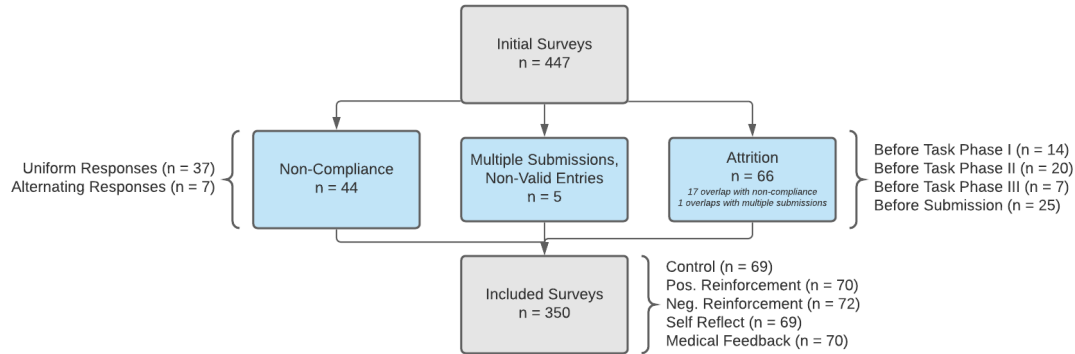 Initial Surveys
n = 447
Uniform Responses (n = 37)
Alternating Responses (n = 7)
Non-Compliance
n = 44
Multiple Submissions,
Non-Valid Entries
n = 5
Attrition
n = 66
17 overlap with non-compliance
1 overlaps with multiple submissions
Before Task Phase I (n = 14)
Before Task Phase II (n = 20)
Before Task Phase III (n = 7)
Before Submission (n = 25)
Included Surveys
n = 350
Control (n = 69)
Pos. Reinforcement (n = 70)
Neg. Reinforcement (n = 72)
Self Reflect (n = 69)
Medical Feedback (n = 70)